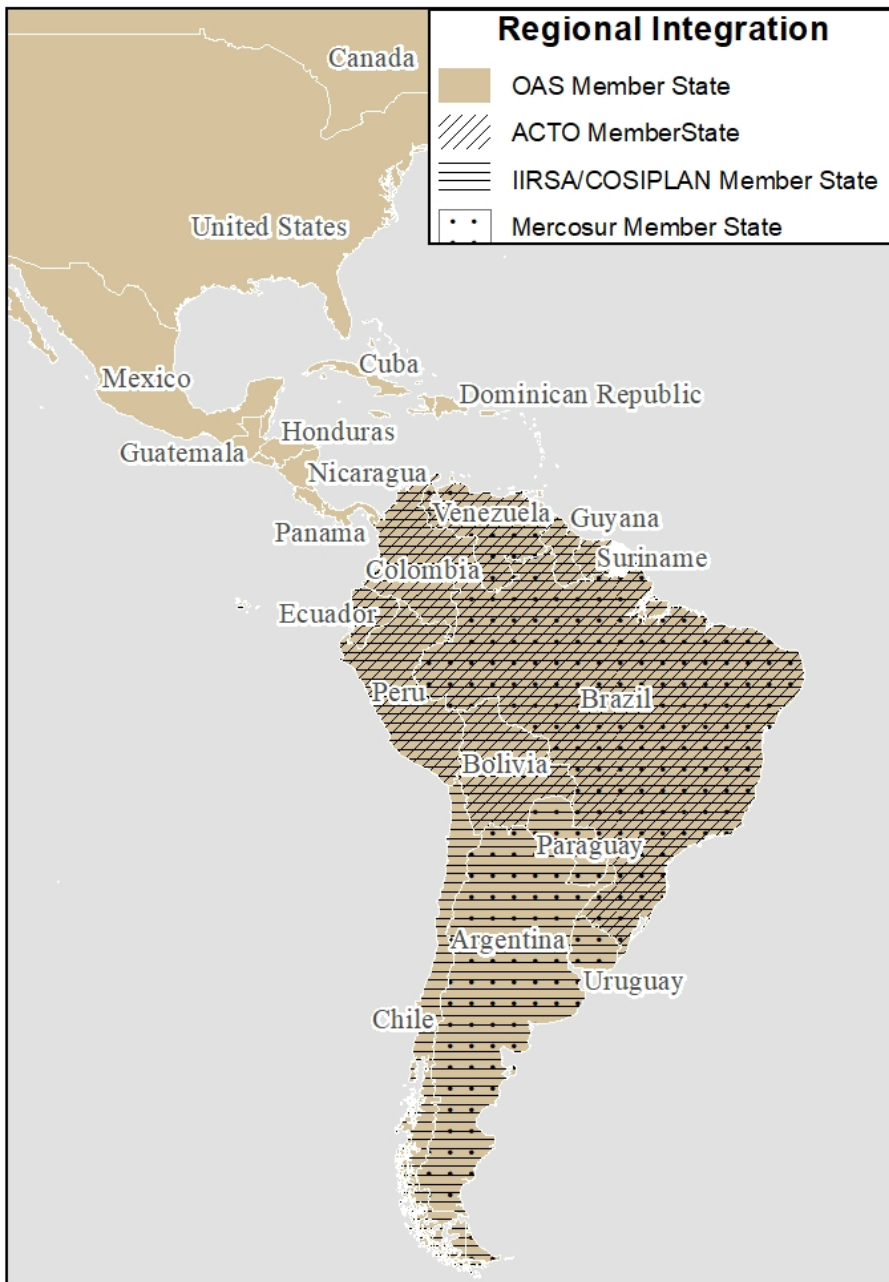 Regional Integration
OAS Member State
ACTO MemberState
IIRSA/COSIPLAN Member State
Mercosur Member State
Canada
United States
Mexico
Cuba
Dominican Republic
Honduras
Guatemala
Nicaragua
Panama
Venezuela
Guyana
Suriname
Colombia
Ecuador
Peru
Brazil
Bolivia
Paraguay
Argentina
Uruguay
Chile